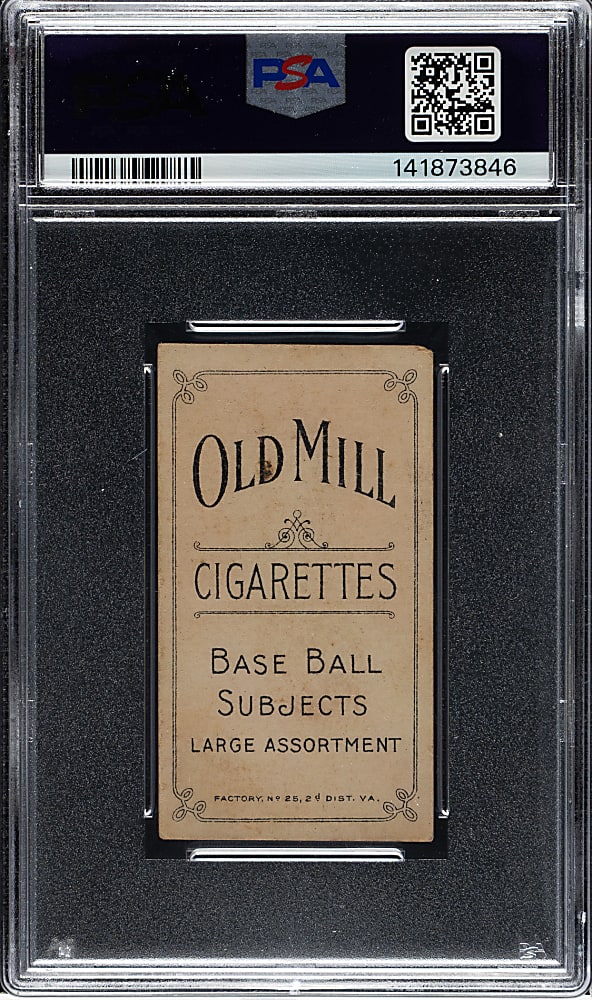 PSA
141873846
OLD MILL
CIGARETTES
BASE BALL
SUBJECTS
LARGE ASSORTMENT
FACTORY, Nº 25, 2ᵈ DIST. VA.